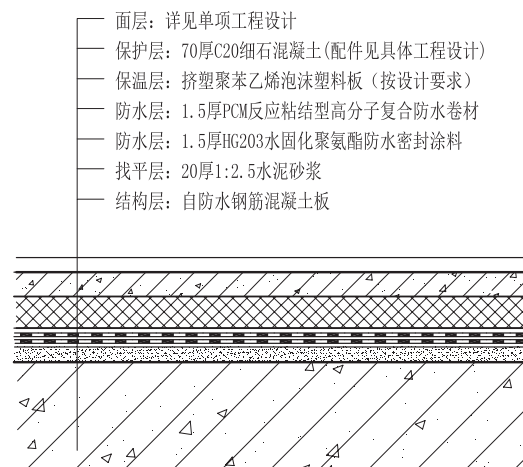 面层：详见单项工程设计
保护层：70厚C20细石混凝土(配件见具体工程设计)
保温层：挤塑聚苯乙烯泡沫塑料板（按设计要求）
防水层：1.5厚PCM反应粘结型高分子复合防水卷材
防水层：1.5厚HG203水固化聚氨酯防水密封涂料
找平层：20厚1:2.5水泥砂浆
结构层：自防水钢筋混凝土板